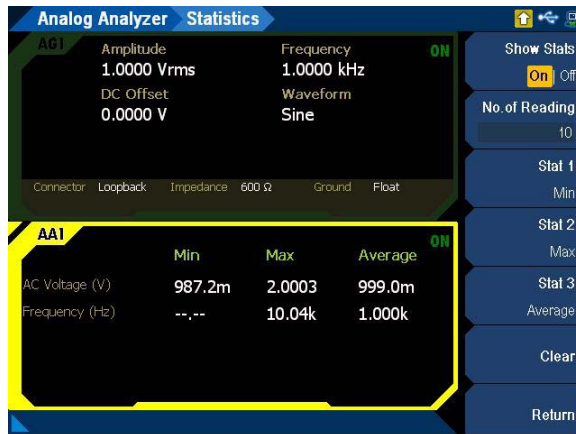 Analog Analyzer Statistics
AG1
ON
Amplitude Frequency
1.0000 Vrms 1.0000 kHz
DC Offset Waveform
0.0000 V Sine
Connector Loopback Impedance 600 Ω Ground Float
AA1
ON
Min Max Average
AC Voltage (V) 987.2m 2.0003 999.0m
Frequency (Hz) --.-- 10.04k 1.000k
Show Stats
On | Off
No.of Reading
10
Stat 1
Min
Stat 2
Max
Stat 3
Average
Clear
Return